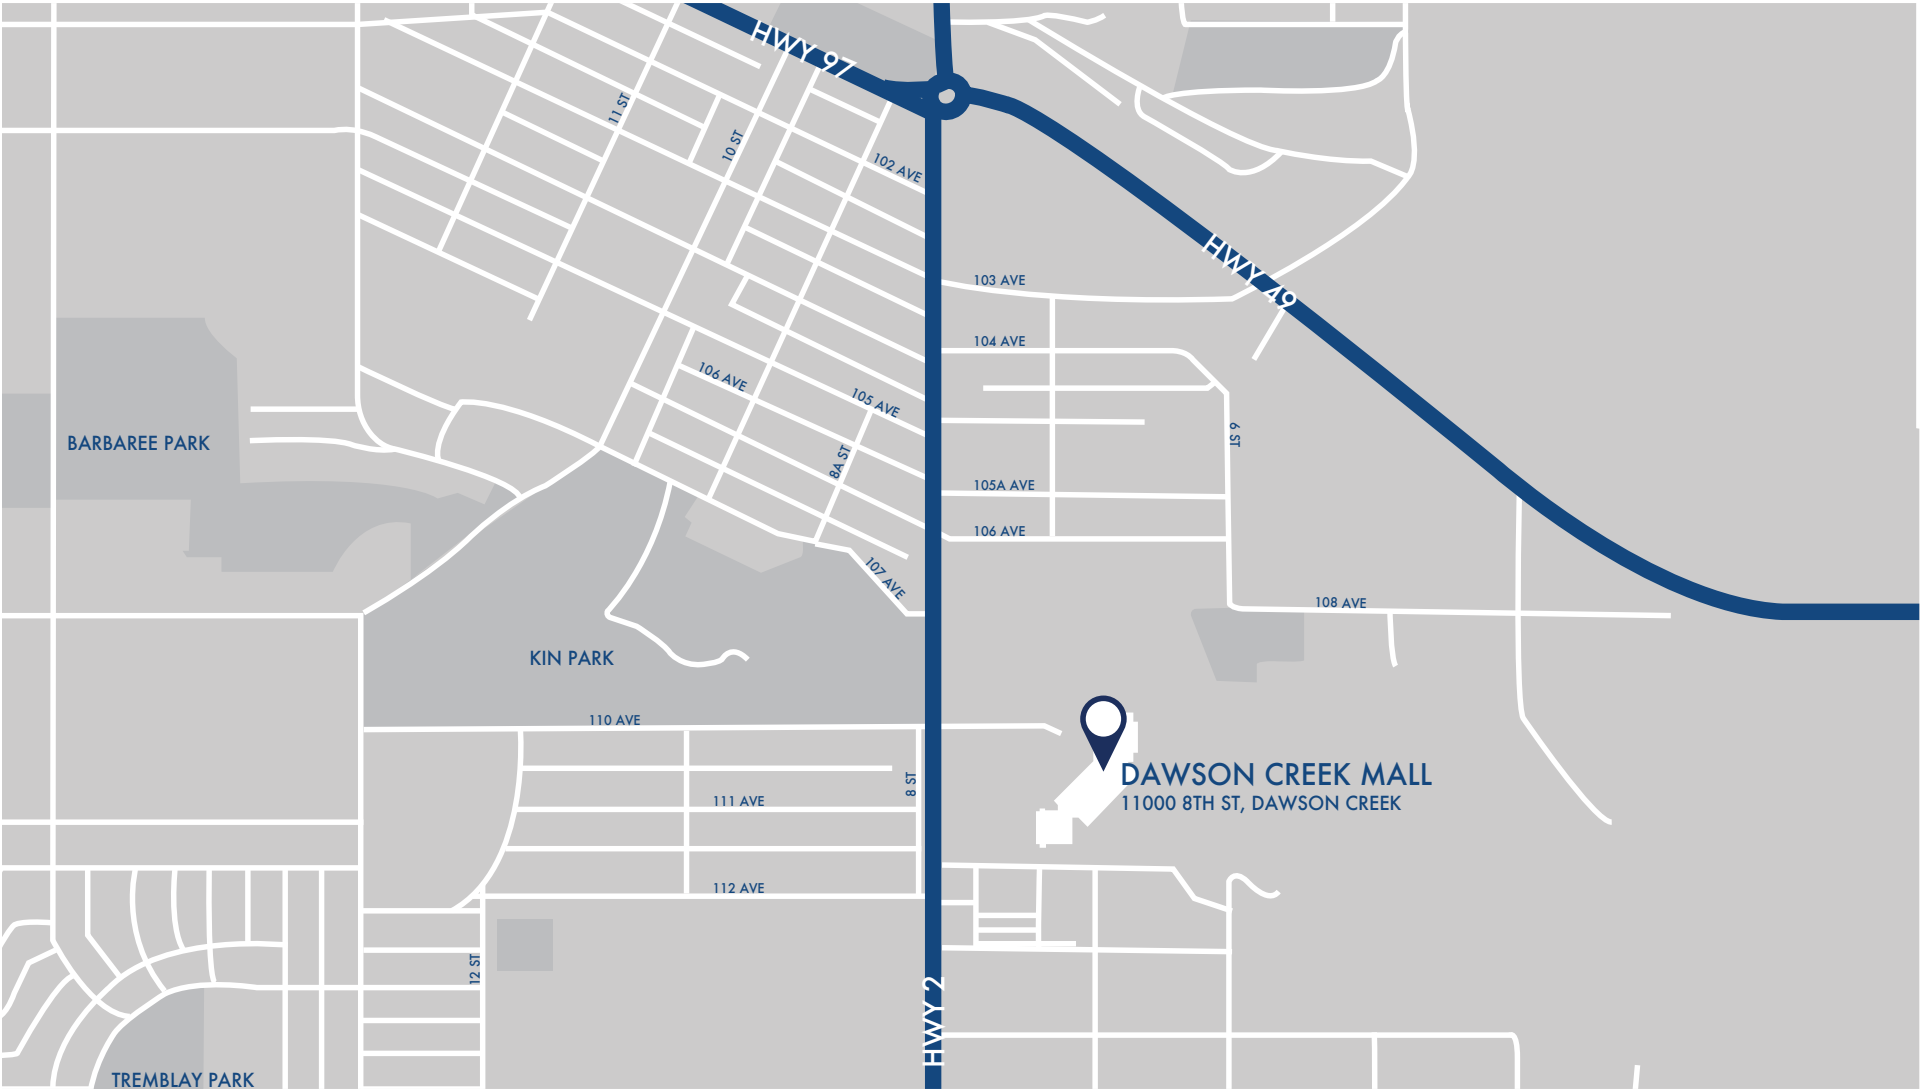 HWY 97
11 ST
10 ST
102 AVE
HWY 49
103 AVE
104 AVE
106 AVE
105 AVE
6 ST
BARBAREE PARK
8A ST
105A AVE
106 AVE
107 AVE
108 AVE
KIN PARK
110 AVE
DAWSON CREEK MALL
11000 8TH ST, DAWSON CREEK
8 ST
111 AVE
112 AVE
12 ST
HWY 2
TREMBLAY PARK